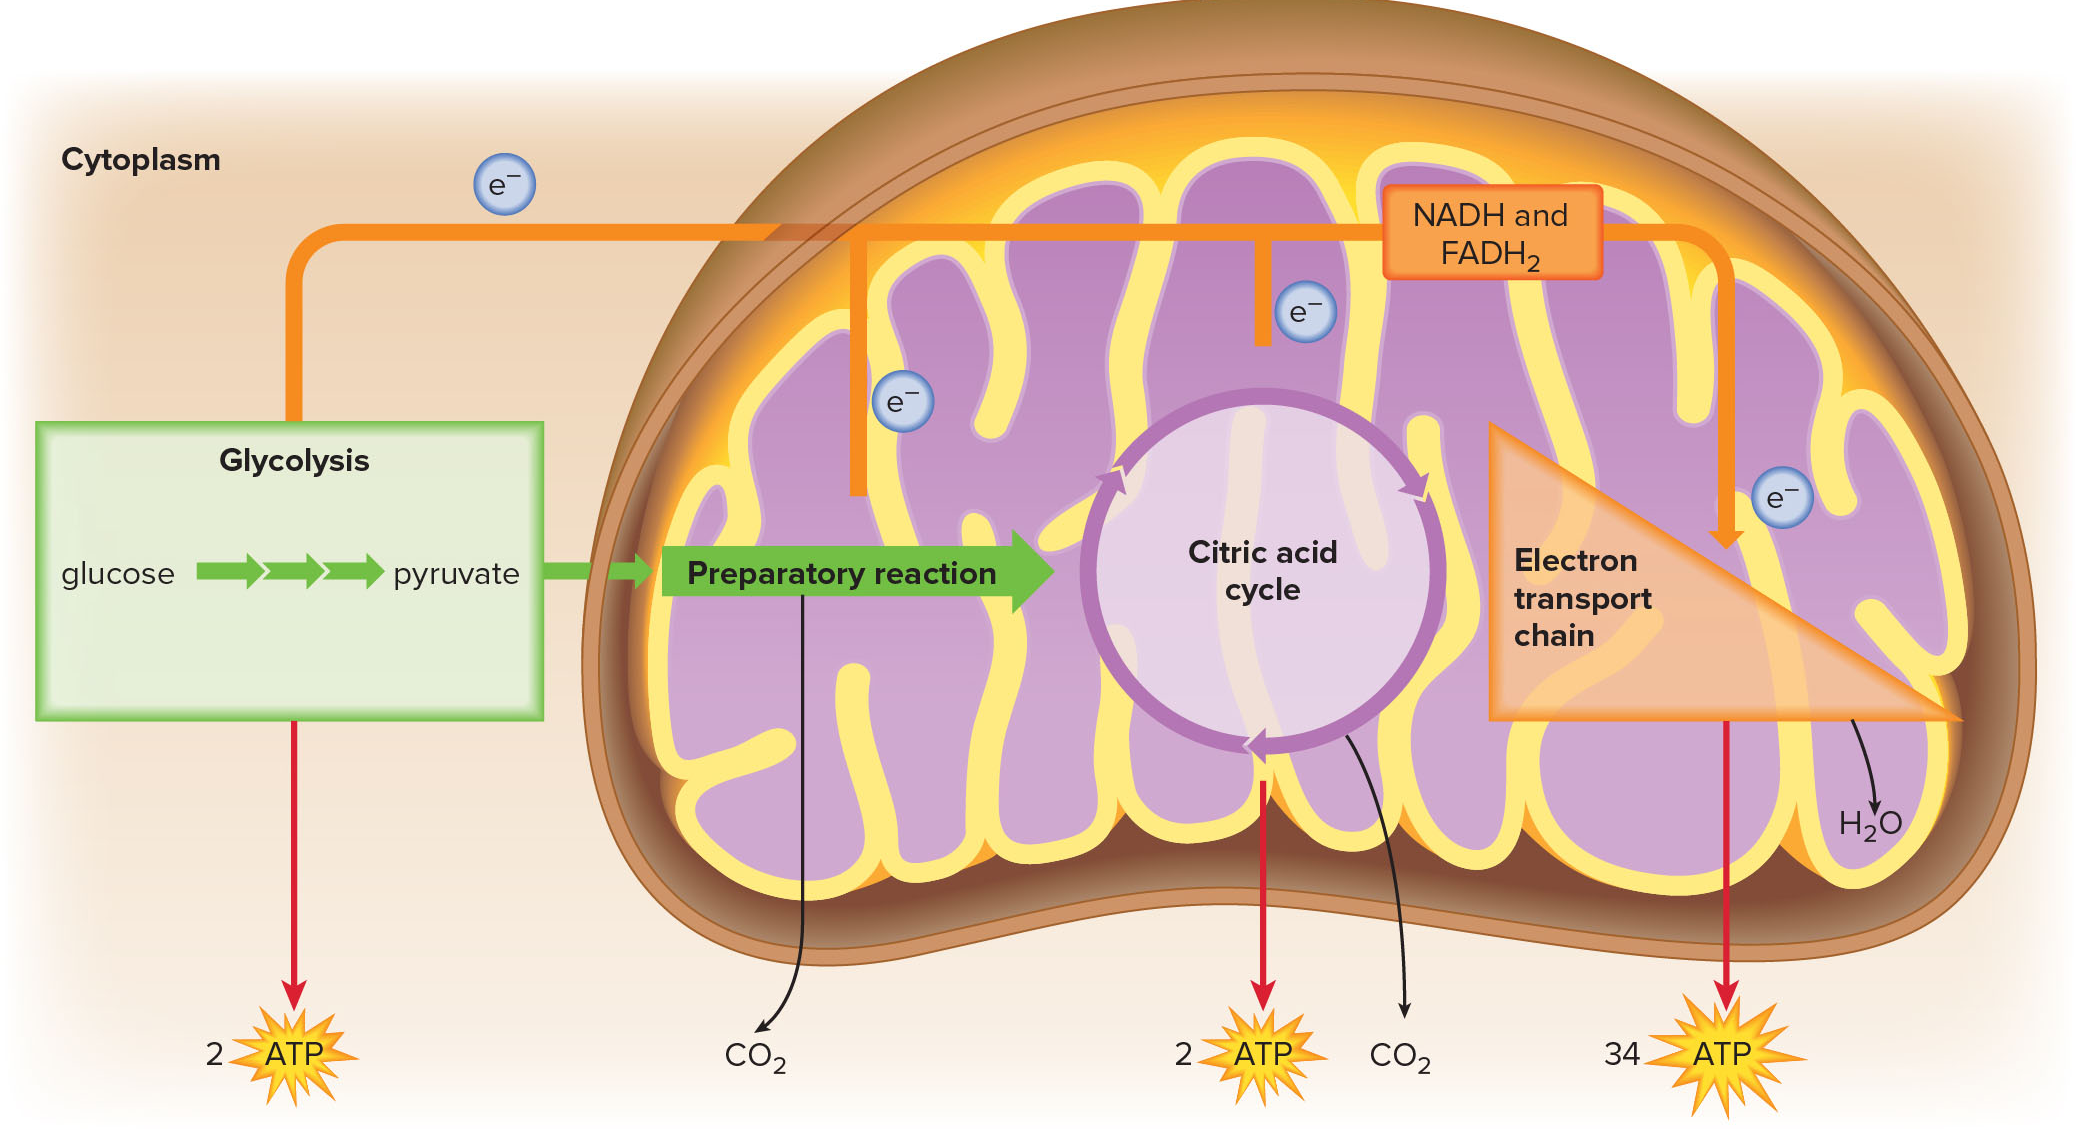 Cytoplasm
e⁻
NADH and
FADH₂
e⁻
e⁻
Glycolysis
glucose
pyruvate
Preparatory reaction
Citric acid
cycle
e⁻
Electron
transport
chain
H₂O
2 ATP
CO₂
2 ATP
CO₂
34 ATP